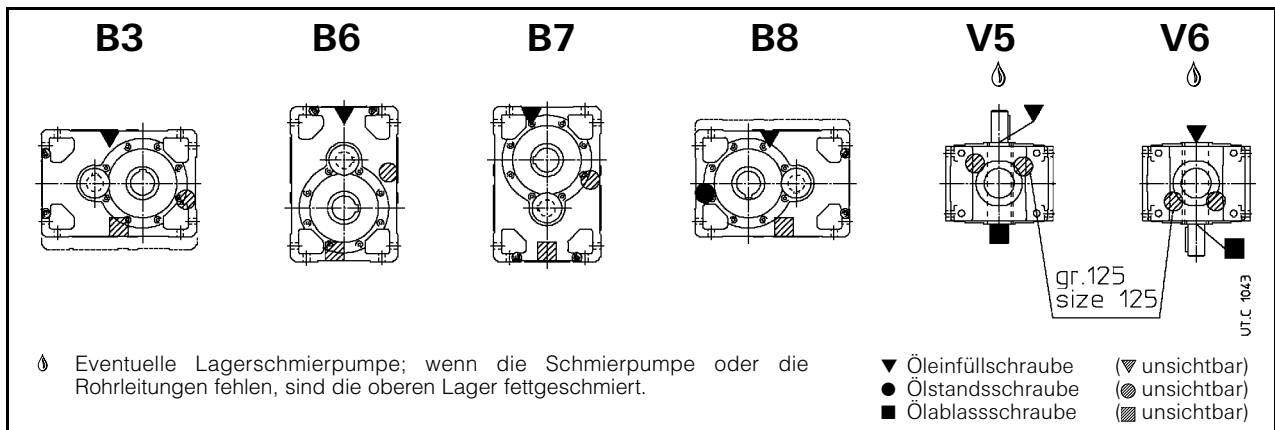 B3 B6 B7 B8 V5 V6
gr.125
size 125
UT.C 1043
Eventuelle Lagerschmierpumpe; wenn die Schmierpumpe oder die
Rohrleitungen fehlen, sind die oberen Lager fettgeschmiert.
▼ Öleinfüllschraube (unsichtbar)
● Ölstandsschraube (unsichtbar)
■ Ölablassschraube (unsichtbar)